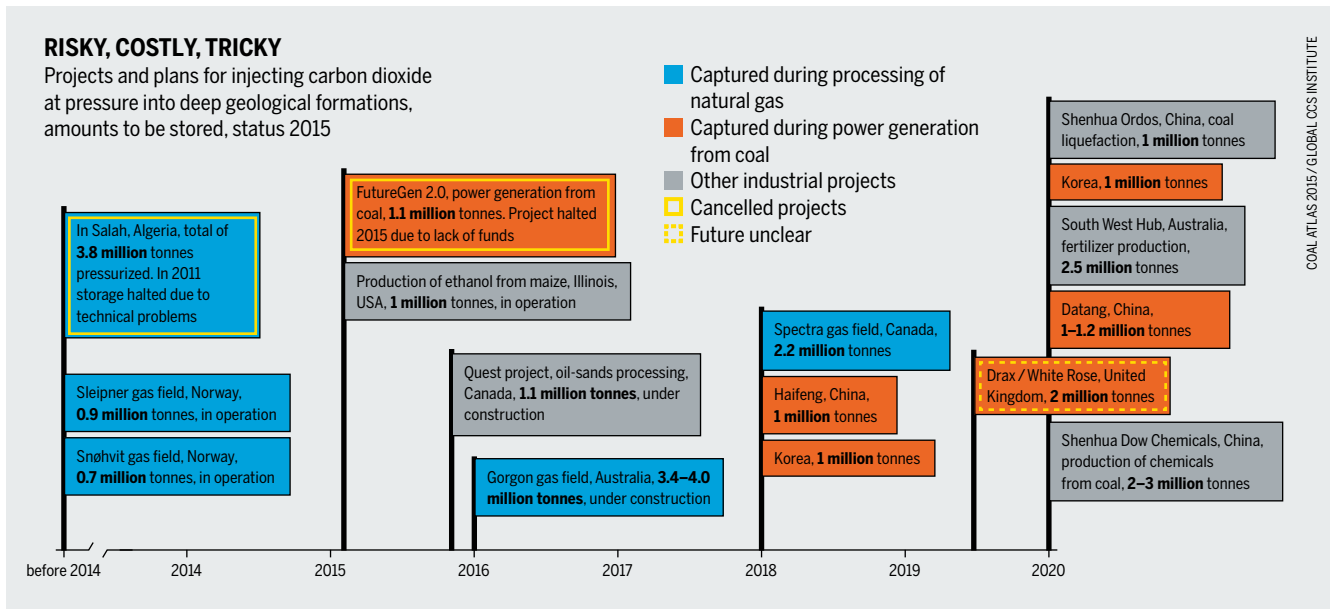 RISKY, COSTLY, TRICKY
Projects and plans for injecting carbon dioxide
at pressure into deep geological formations,
amounts to be stored, status 2015
Captured during processing of
natural gas
Captured during power generation
from coal
Other industrial projects
Cancelled projects
Future unclear
In Salah, Algeria, total of
3.8 million tonnes
pressurized. In 2011
storage halted due to
technical problems
Sleipner gas field, Norway,
0.9 million tonnes, in operation
Snøhvit gas field, Norway,
0.7 million tonnes, in operation
FutureGen 2.0, power generation from
coal, 1.1 million tonnes. Project halted
2015 due to lack of funds
Production of ethanol from maize, Illinois,
USA, 1 million tonnes, in operation
Quest project, oil-sands processing,
Canada, 1.1 million tonnes, under
construction
Gorgon gas field, Australia, 3.4–4.0
million tonnes, under construction
Spectra gas field, Canada,
2.2 million tonnes
Haifeng, China,
1 million tonnes
Korea, 1 million tonnes
Drax / White Rose, United
Kingdom, 2 million tonnes
Shenhua Ordos, China, coal
liquefaction, 1 million tonnes
Korea, 1 million tonnes
South West Hub, Australia,
fertilizer production,
2.5 million tonnes
Datang, China,
1–1.2 million tonnes
Shenhua Dow Chemicals, China,
production of chemicals
from coal, 2–3 million tonnes
before 2014
2014
2015
2016
2017
2018
2019
2020
COAL ATLAS 2015 / GLOBAL CCS INSTITUTE